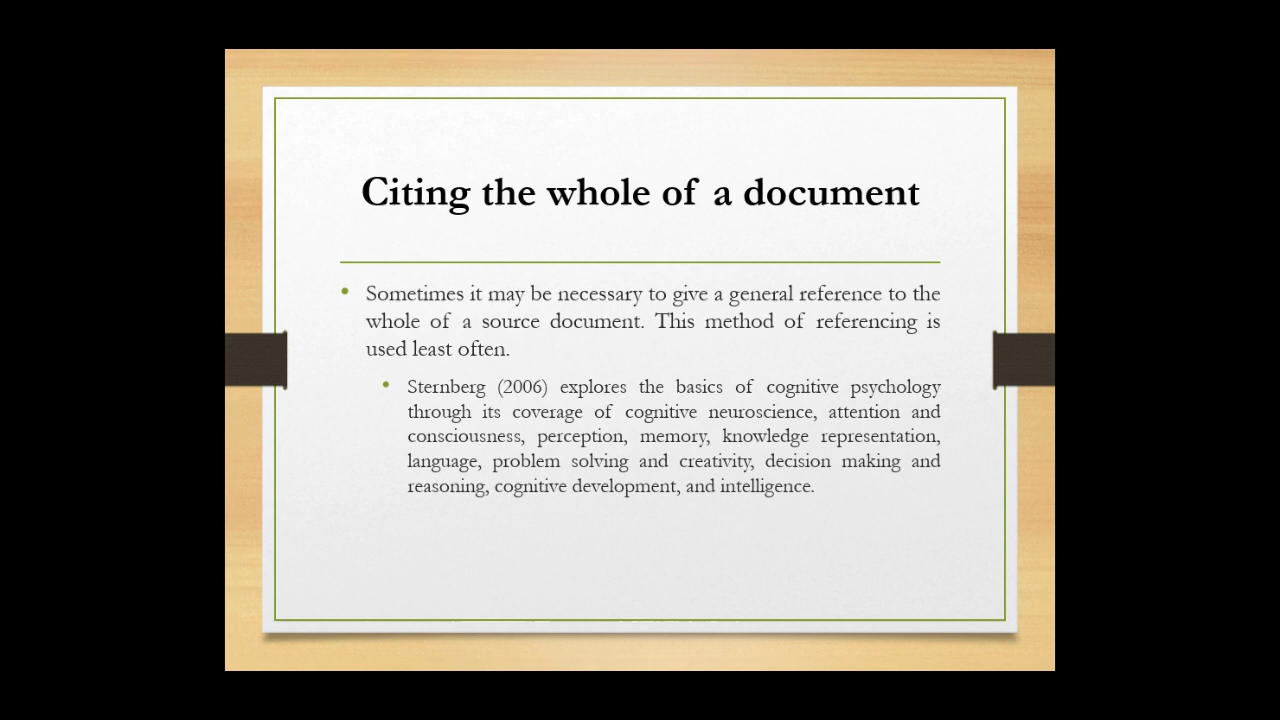 Citing the whole of a document
• Sometimes it may be necessary to give a general reference to the
whole of a source document. This method of referencing is
used least often.
• Sternberg (2006) explores the basics of cognitive psychology
through its coverage of cognitive neuroscience, attention and
consciousness, perception, memory, knowledge representation,
language, problem solving and creativity, decision making and
reasoning, cognitive development, and intelligence.